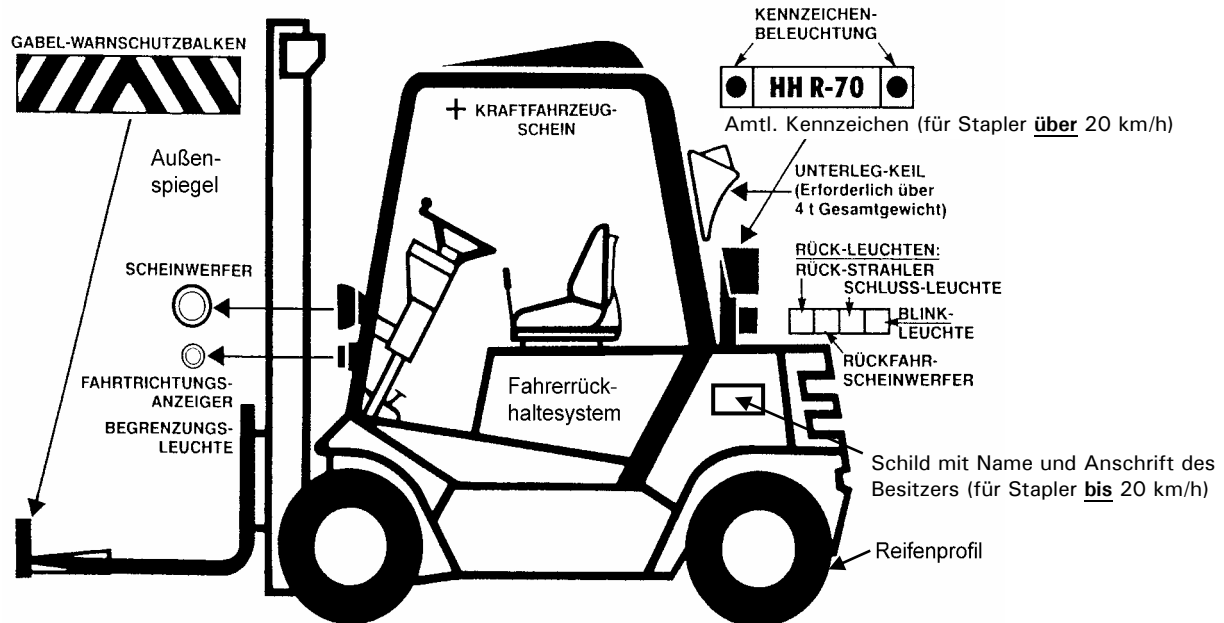 GABEL-WARNSCHUTZBALKEN
KENNZEICHEN-
BELEUCHTUNG
HH R-70
Amtl. Kennzeichen (für Stapler über 20 km/h)
+ KRAFTFAHRZEUG-
SCHEIN
Außen-
spiegel
UNTERLEG-KEIL
(Erforderlich über
4 t Gesamtgewicht)
SCHEINWERFER
RÜCK-LEUCHTEN:
RÜCK-STRAHLER
SCHLUSS-LEUCHTE
BLINK-
LEUCHTE
RÜCKFAHR-
SCHEINWERFER
FAHRTRICHTUNGS-
ANZEIGER
BEGRENZUNGS-
LEUCHTE
Fahrerrück-
haltesystem
Schild mit Name und Anschrift des
Besitzers (für Stapler bis 20 km/h)
Reifenprofil